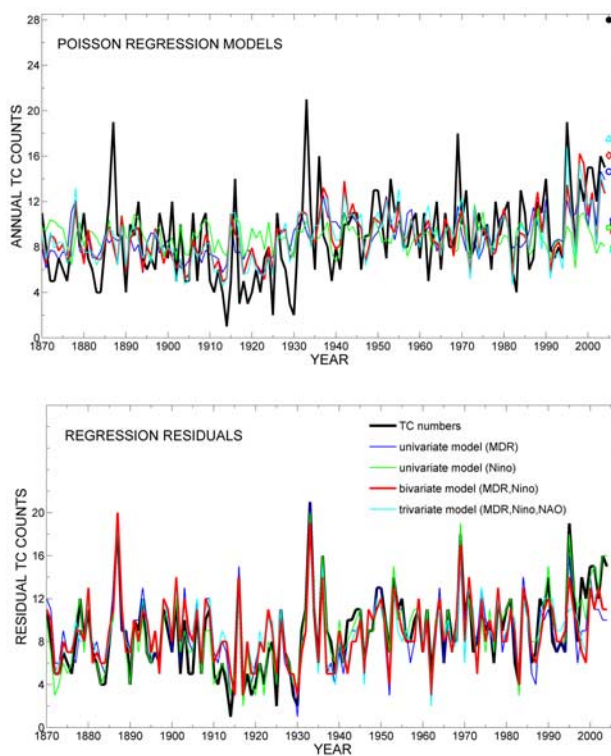 POISSON REGRESSION MODELS
ANNUAL TC COUNTS
28
24
20
16
12
8
4
0
1870 1880 1890 1900 1910 1920 1930 1940 1950 1960 1970 1980 1990 2000
YEAR
REGRESSION RESIDUALS
TC numbers
univariate model (MDR)
univariate model (Nino)
bivariate model (MDR,Nino)
trivariate model (MDR,Nino,NAO)
RESIDUAL TC COUNTS
24
20
16
12
8
4
0
1870 1880 1890 1900 1910 1920 1930 1940 1950 1960 1970 1980 1990 2000
YEAR